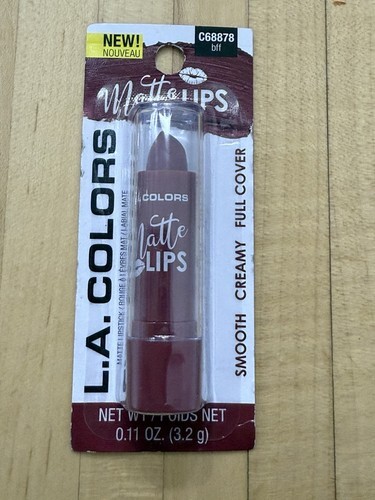 NEW!
NOUVEAU
C68878
bff
Matte LIPS
L.A. COLORS
MATTE LIPSTICK / ROUGE À LÈVRES MAT / LABIAL MATE
SMOOTH CREAMY FULL COVER
COLORS
Matte
LIPS
NET WT / POIDS NET
0.11 OZ. (3.2 g)